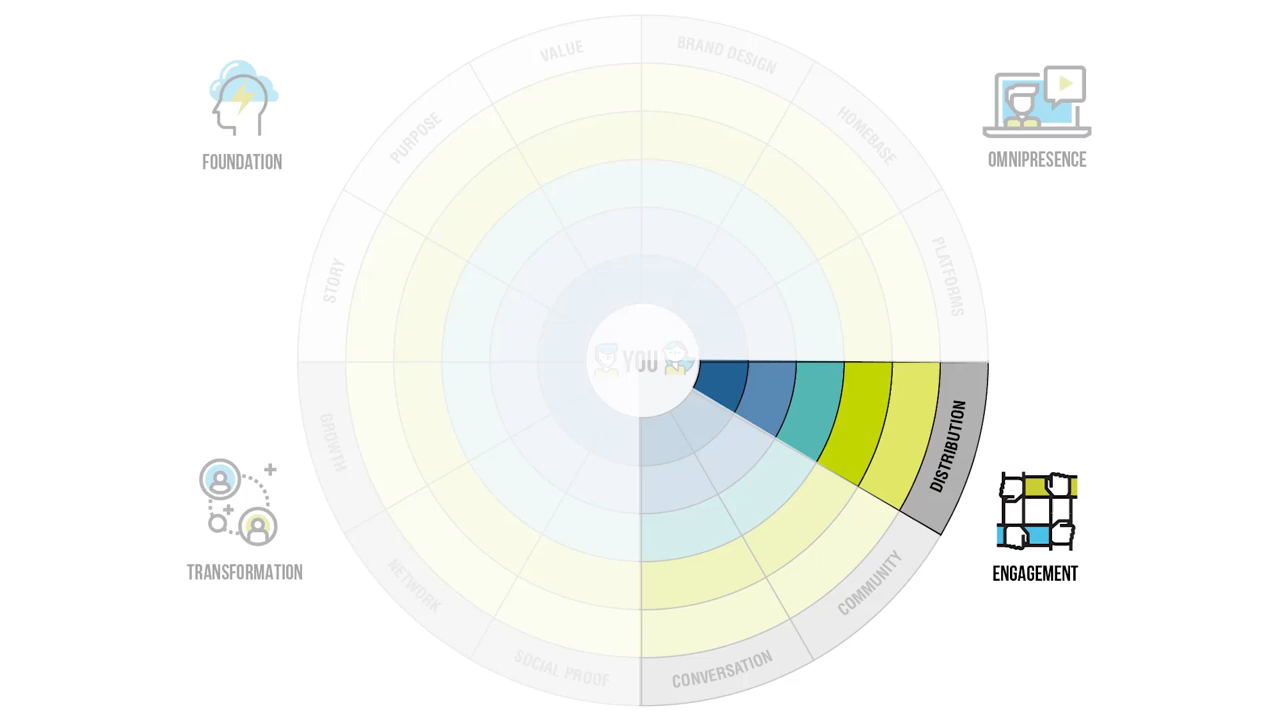 VALUE
BRAND DESIGN
PURPOSE
HOMEBASE
FOUNDATION
OMNIPRESENCE
STORY
PLATFORMS
YOU
GROWTH
DISTRIBUTION
NETWORK
COMMUNITY
TRANSFORMATION
ENGAGEMENT
SOCIAL PROOF
CONVERSATION